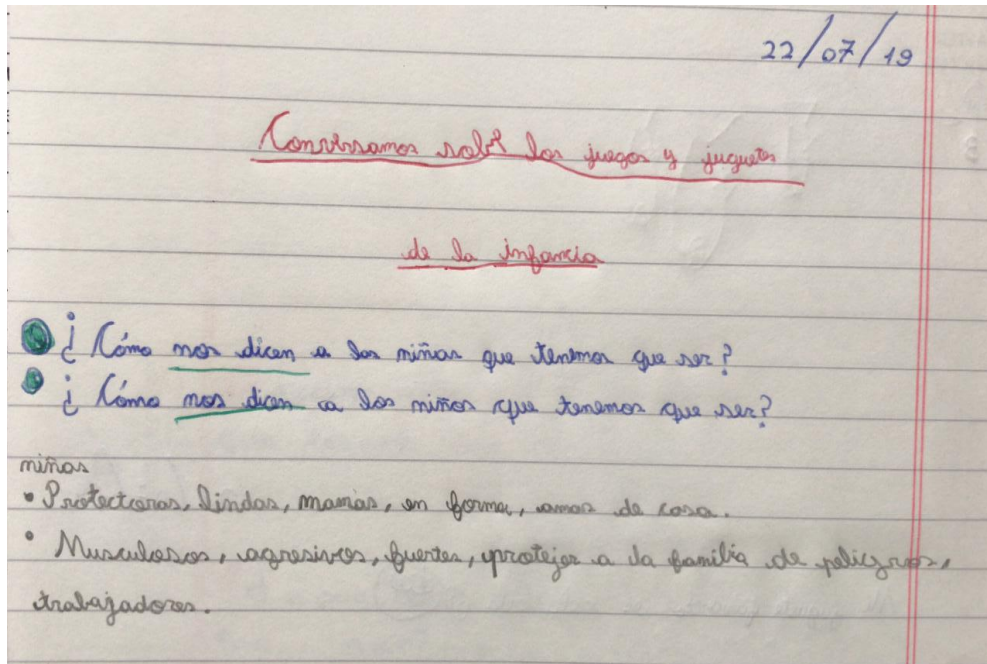 22/07/19
Conversamos sobre los juegos y juguetes
de la infancia
¿Cómo nos dicen a las niñas que tenemos que ser?
¿Cómo nos dicen a los niños que tenemos que ser?
niñas
• Protectoras, lindas, mamás, en forma, amas de casa.
• Musculosos, agresivos, fuertes, protejer a la familia de peligros,
trabajadores.